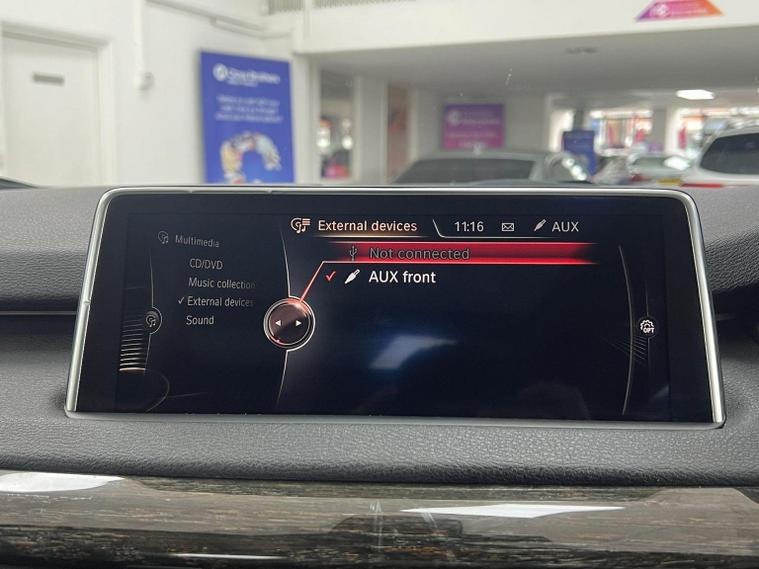 External devices
11:16
AUX
Multimedia
CD/DVD
Music collection
External devices
Sound
Not connected
AUX front
OPT